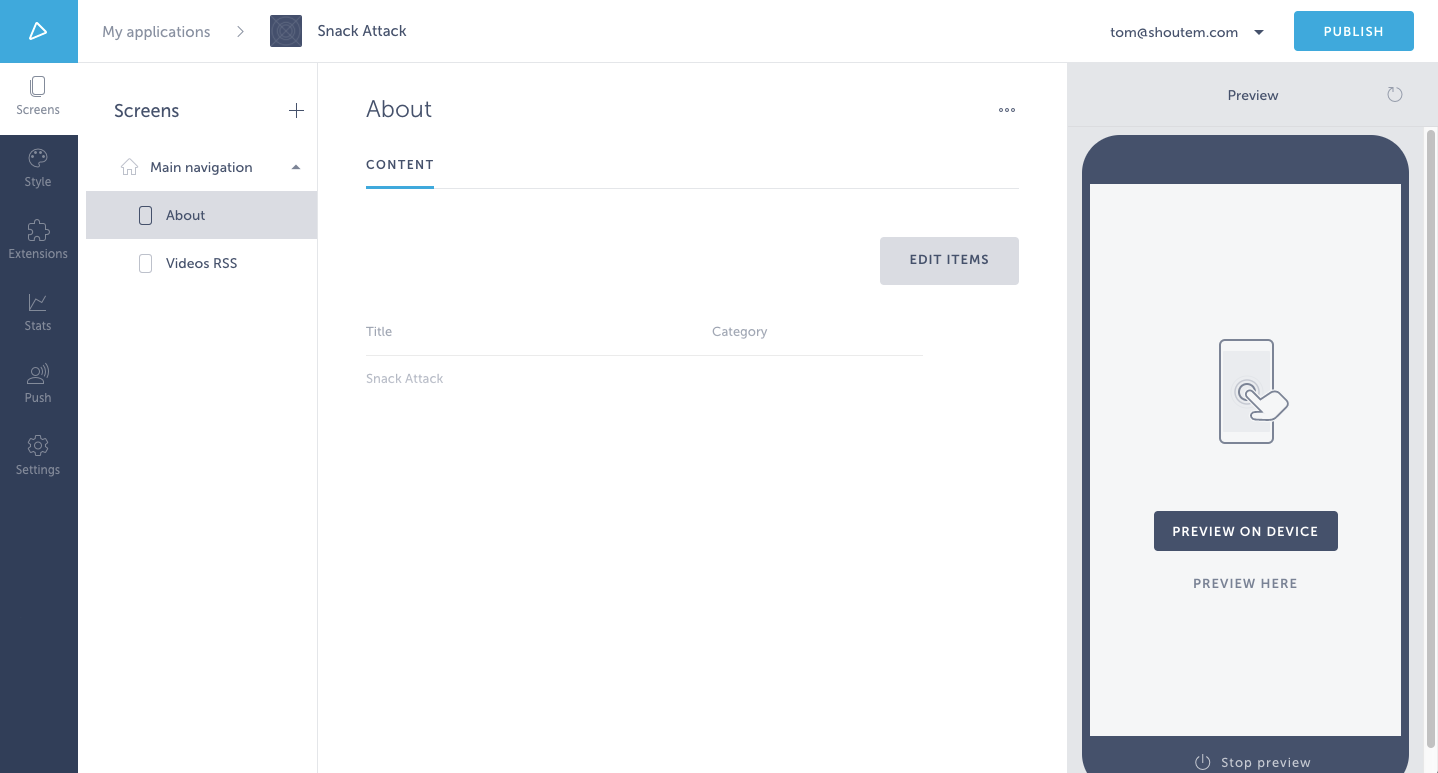 My applications
Snack Attack
tom@shoutem.com
PUBLISH
Screens
Style
Extensions
Stats
Push
Settings
Screens
Main navigation
About
Videos RSS
About
CONTENT
EDIT ITEMS
Title Category
Snack Attack
Preview
PREVIEW ON DEVICE
PREVIEW HERE
Stop preview